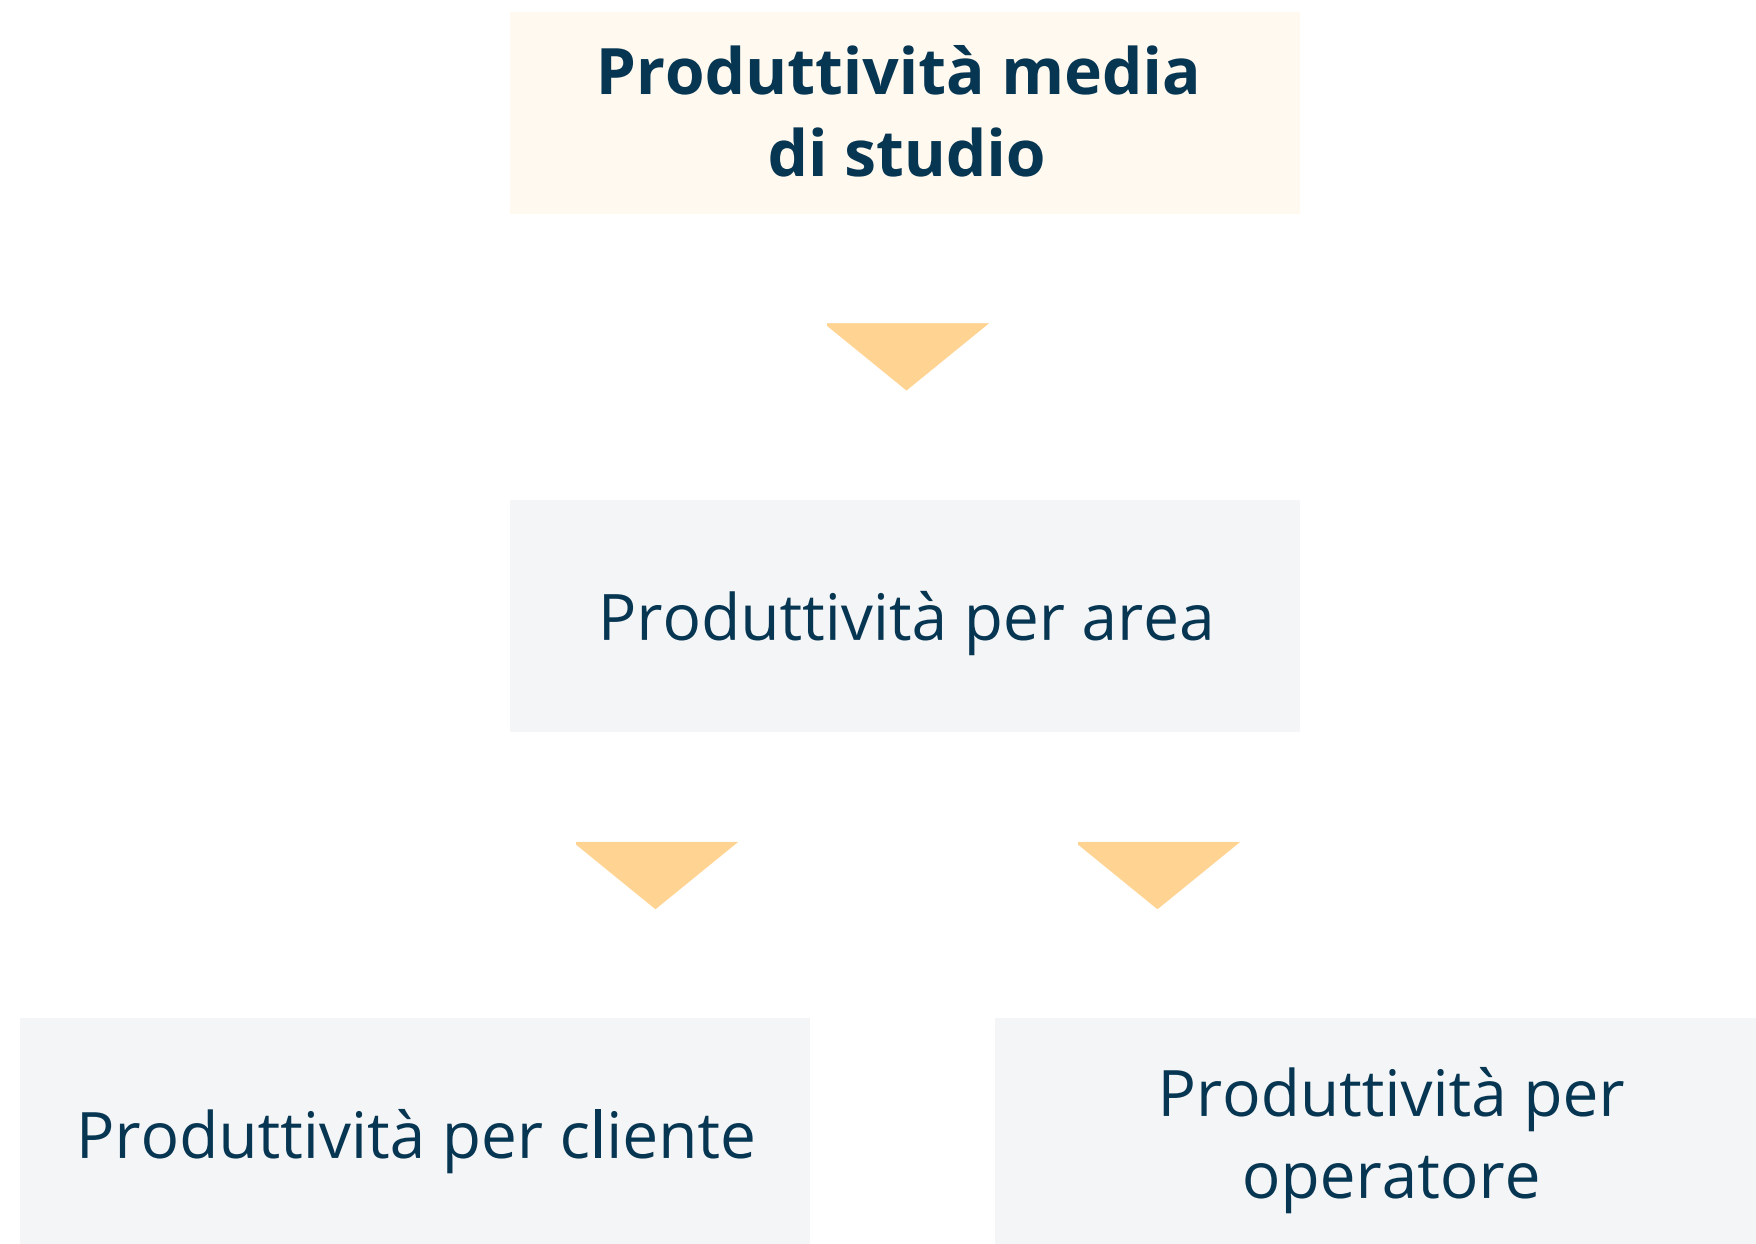 Produttività media
di studio
Produttività per area
Produttività per cliente
Produttività per
operatore